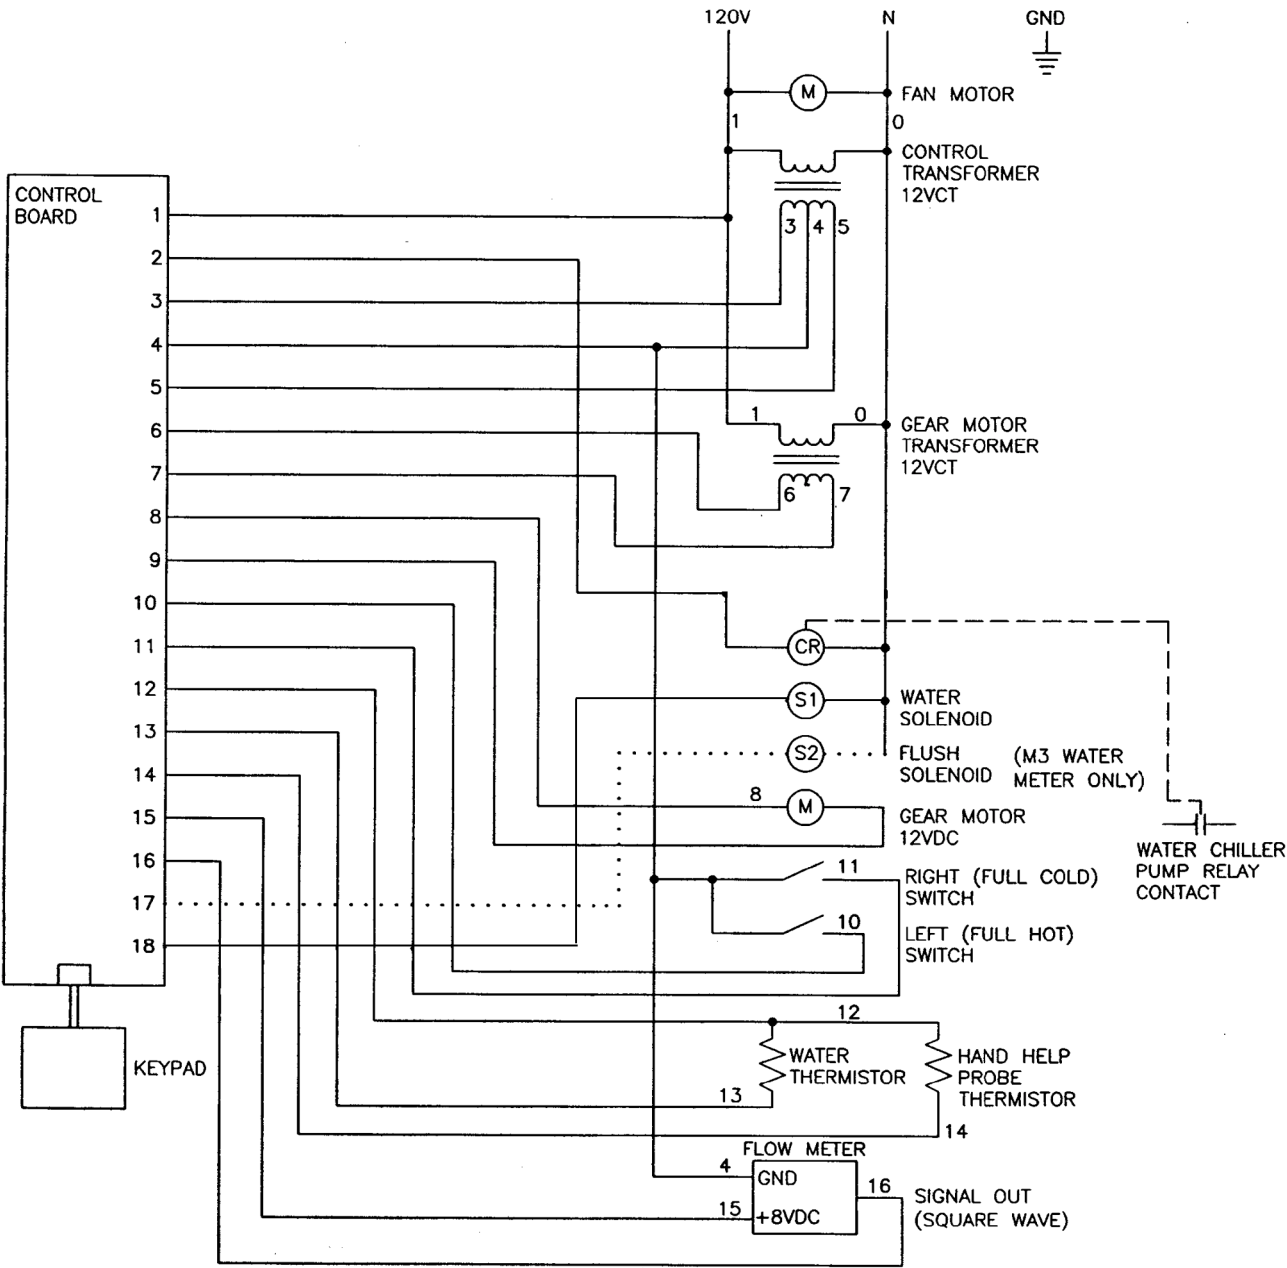 120V
N
GND
M
FAN MOTOR
1
0
CONTROL
TRANSFORMER
12VCT
CONTROL
BOARD
1
2
3
4
5
6
7
8
9
10
11
12
13
14
15
16
17
18
3
4
5
1
0
GEAR MOTOR
TRANSFORMER
12VCT
6
7
CR
S1
WATER
SOLENOID
S2
FLUSH
SOLENOID
(M3 WATER
METER ONLY)
8
M
GEAR MOTOR
12VDC
WATER CHILLER
PUMP RELAY
CONTACT
11
RIGHT (FULL COLD)
SWITCH
10
LEFT (FULL HOT)
SWITCH
12
WATER
THERMISTOR
HAND HELP
PROBE
THERMISTOR
KEYPAD
13
14
FLOW METER
4
GND
16
SIGNAL OUT
(SQUARE WAVE)
15
+8VDC